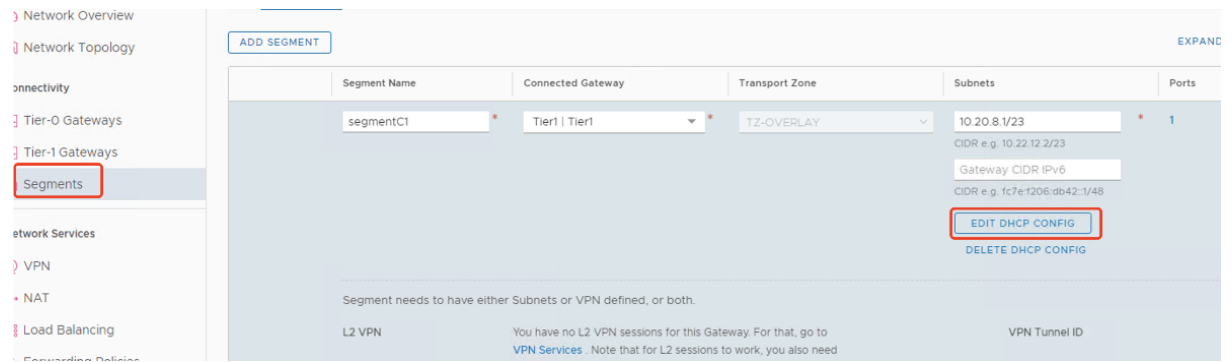 Network Overview
ADD SEGMENT
EXPAND
Network Topology
Segment Name Connected Gateway Transport Zone Subnets Ports
onnectivity
Tier-0 Gateways
segmentC1 * Tier1 | Tier1 * TZ-OVERLAY 10.20.8.1/23 * 1
CIDR e.g. 10.22.12.2/23
Tier-1 Gateways
Gateway CIDR IPv6
Segments
CIDR e.g. fc7e:f206:db42::1/48
EDIT DHCP CONFIG
etwork Services
DELETE DHCP CONFIG
VPN
NAT
Segment needs to have either Subnets or VPN defined, or both.
Load Balancing
L2 VPN You have no L2 VPN sessions for this Gateway. For that, go to VPN Tunnel ID
VPN Services . Note that for L2 sessions to work, you also need
Forwarding Policies